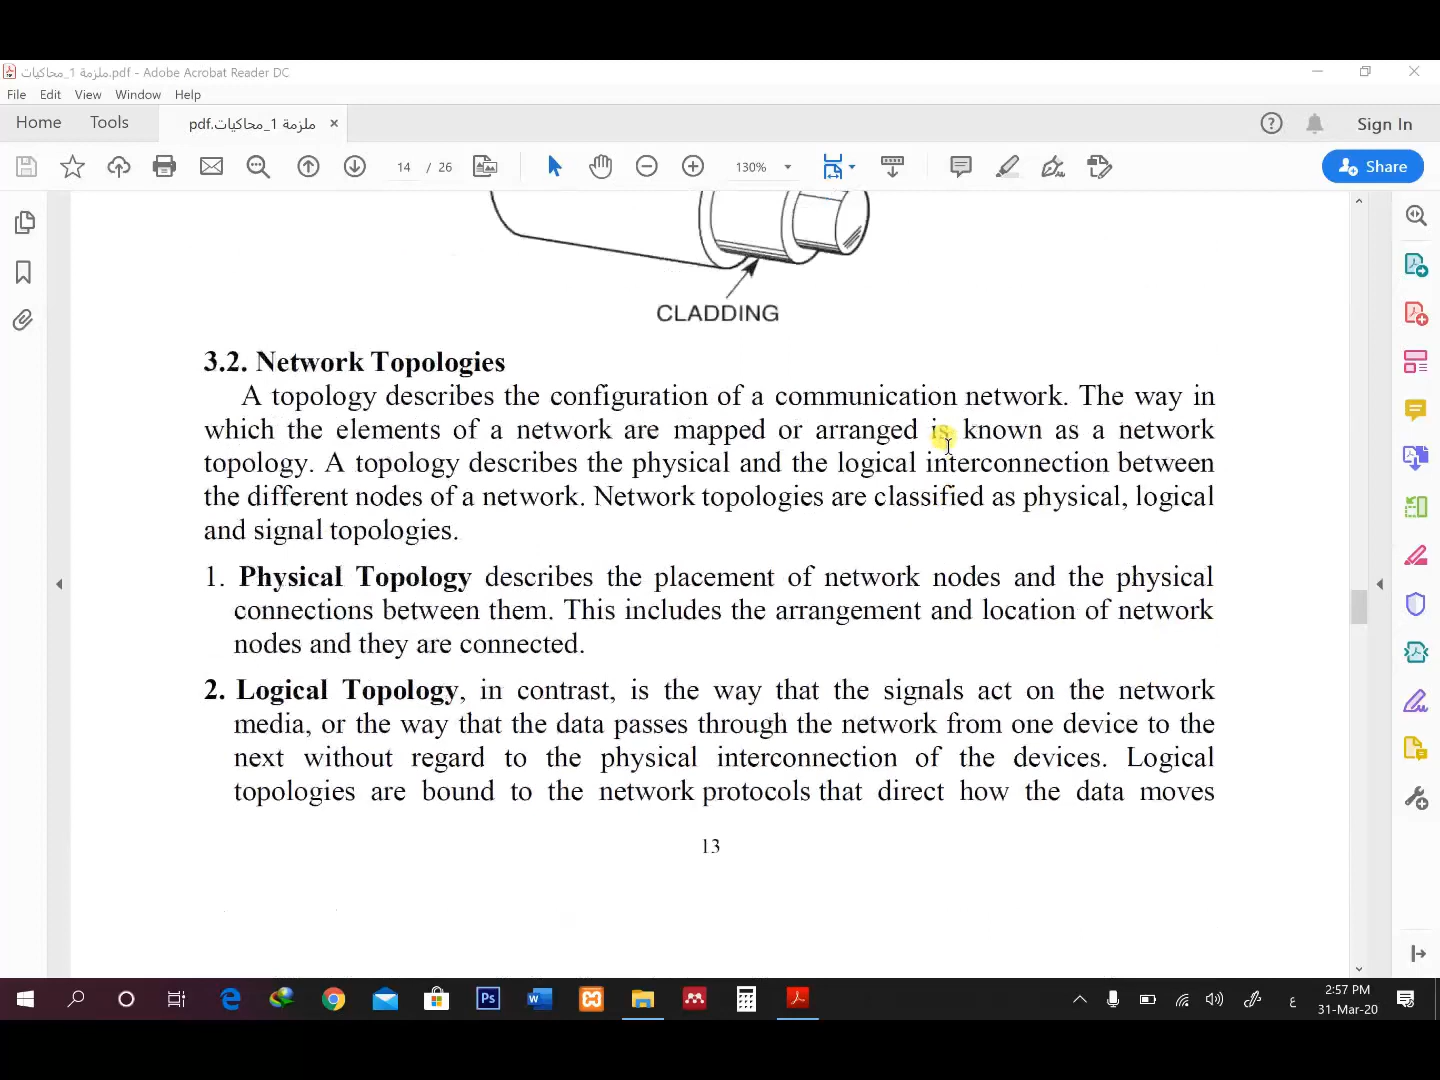 ملزمة 1_محاكيات.pdf - Adobe Acrobat Reader DC
File Edit View Window Help
Home Tools ملزمة 1_محاكيات.pdf ×
Sign In
14 / 26 130% Share
CLADDING
3.2. Network Topologies
A topology describes the configuration of a communication network. The way in
which the elements of a network are mapped or arranged is known as a network
topology. A topology describes the physical and the logical interconnection between
the different nodes of a network. Network topologies are classified as physical, logical
and signal topologies.
1. Physical Topology describes the placement of network nodes and the physical
connections between them. This includes the arrangement and location of network
nodes and they are connected.
2. Logical Topology, in contrast, is the way that the signals act on the network
media, or the way that the data passes through the network from one device to the
next without regard to the physical interconnection of the devices. Logical
topologies are bound to the network protocols that direct how the data moves
13
Ps
ع
2:57 PM
31-Mar-20